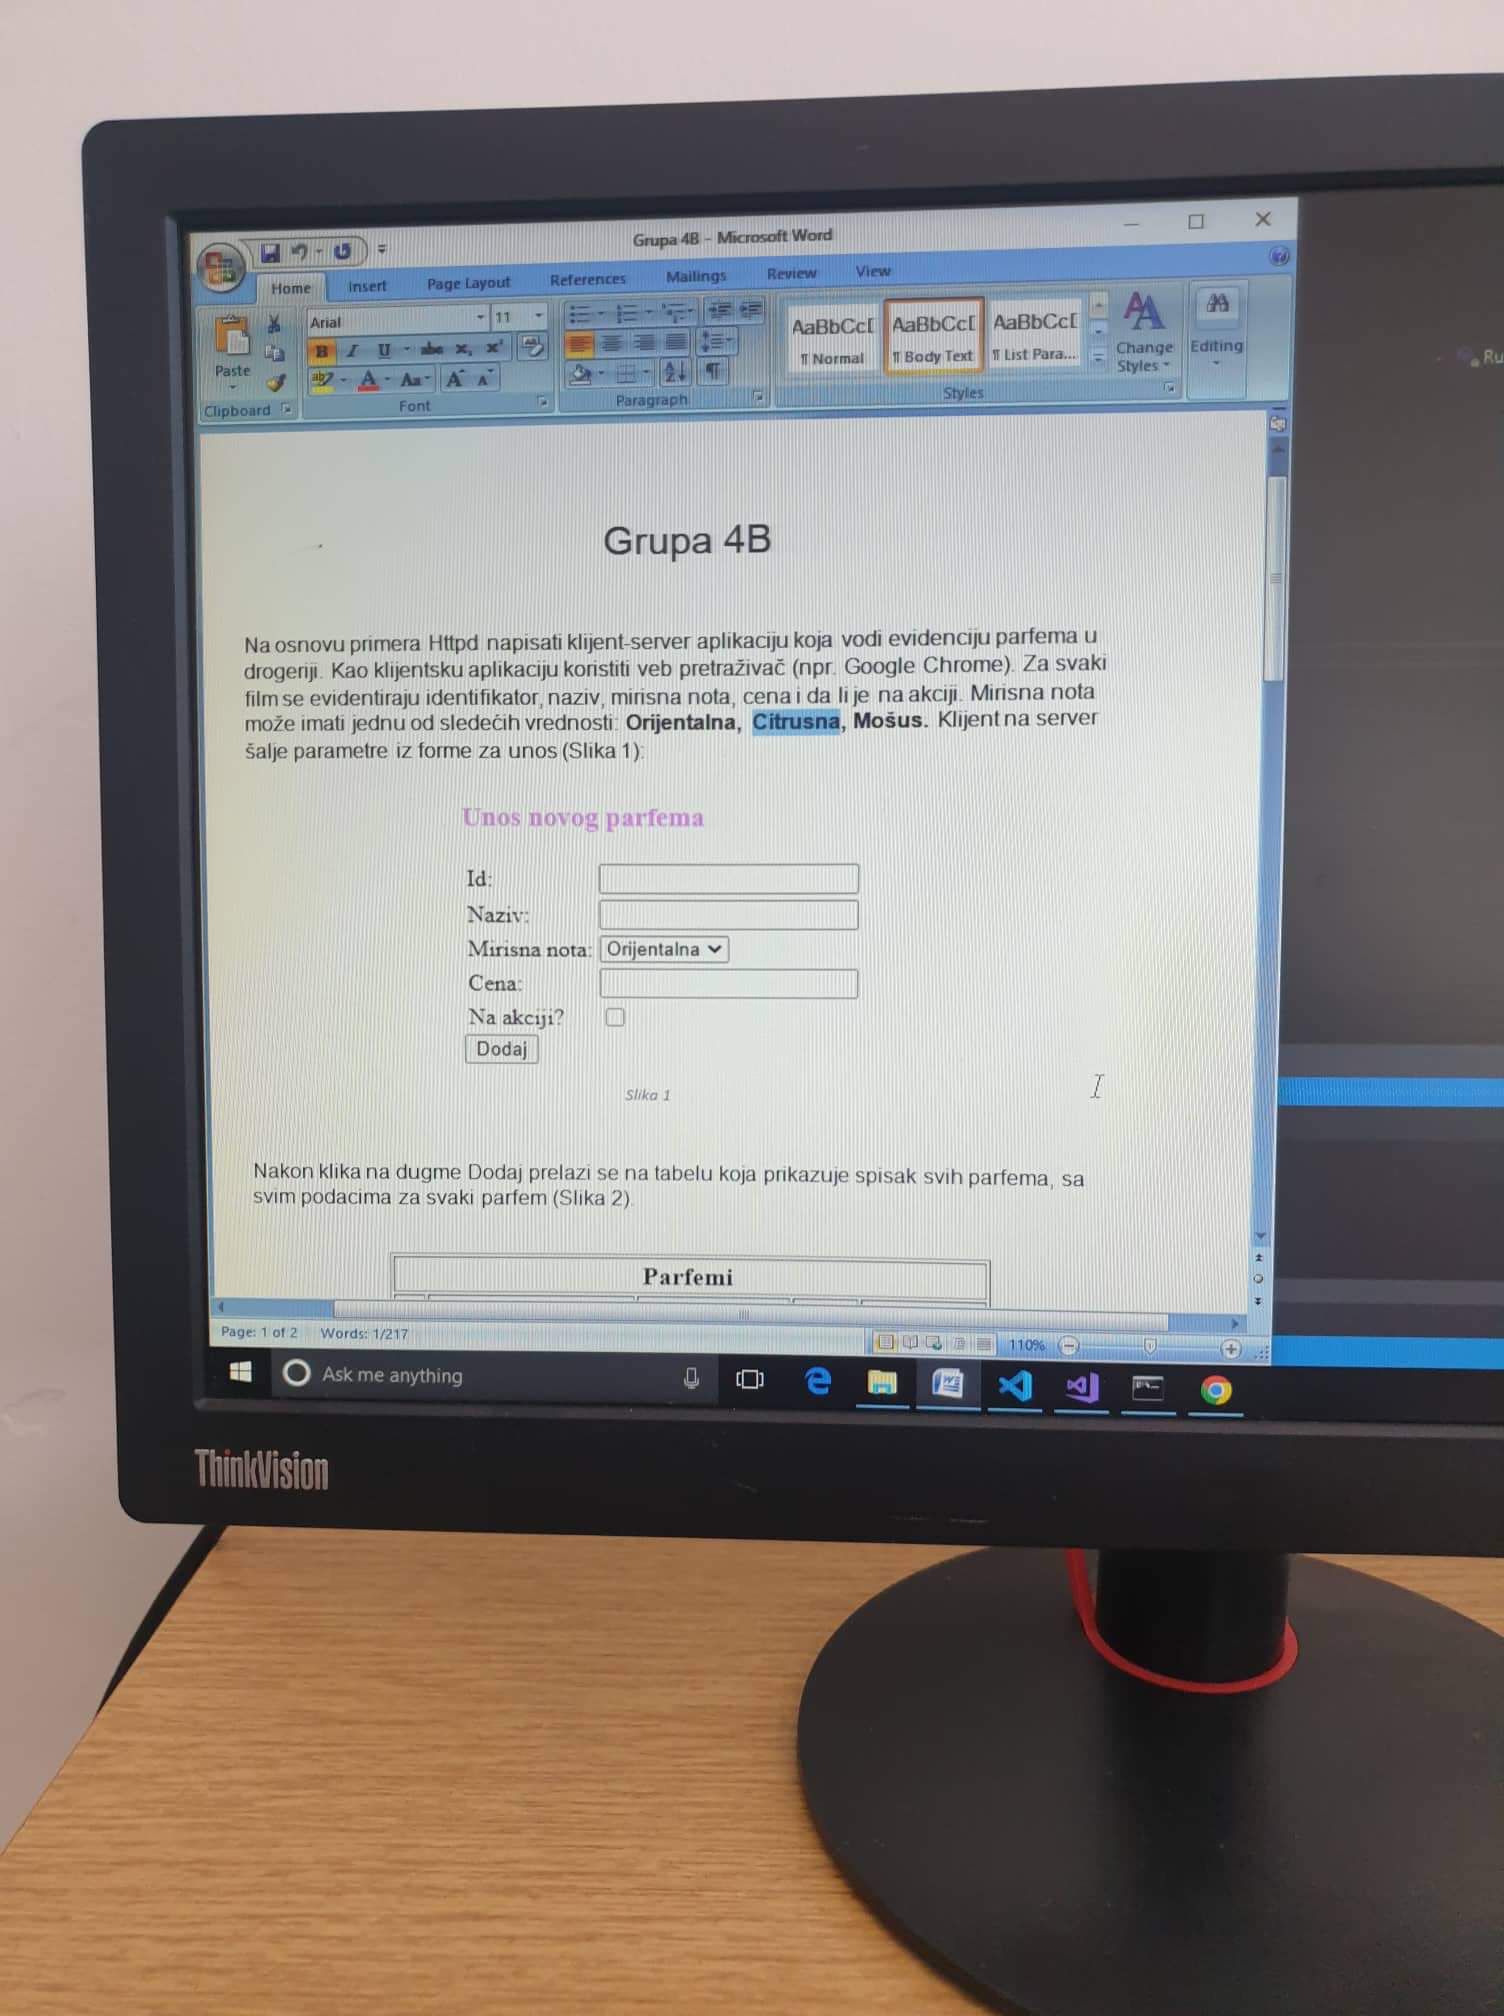 Grupa 4B - Microsoft Word
Home Insert Page Layout References Mailings Review View
Arial 11
AaBbCcD AaBbCcD AaBbCcD
Paste
B I U abc x₂ x²
¶ Normal ¶ Body Text ¶ List Para...
Change Styles
Editing
Clipboard Font Paragraph Styles
Ru
Grupa 4B
Na osnovu primera Httpd napisati klijent-server aplikaciju koja vodi evidenciju parfema u
drogeriji. Kao klijentsku aplikaciju koristiti veb pretraživač (npr. Google Chrome). Za svaki
film se evidentiraju identifikator, naziv, mirisna nota, cena i da li je na akciji. Mirisna nota
može imati jednu od sledećih vrednosti: Orijentalna, Citrusna, Mošus. Klijent na server
šalje parametre iz forme za unos (Slika 1):
Unos novog parfema
Id:
Naziv:
Mirisna nota: Orijentalna
Cena:
Na akciji?
Dodaj
Slika 1
Nakon klika na dugme Dodaj prelazi se na tabelu koja prikazuje spisak svih parfema, sa
svim podacima za svaki parfem (Slika 2).
Parfemi
Page: 1 of 2 Words: 1/217 110%
Ask me anything
ThinkVision